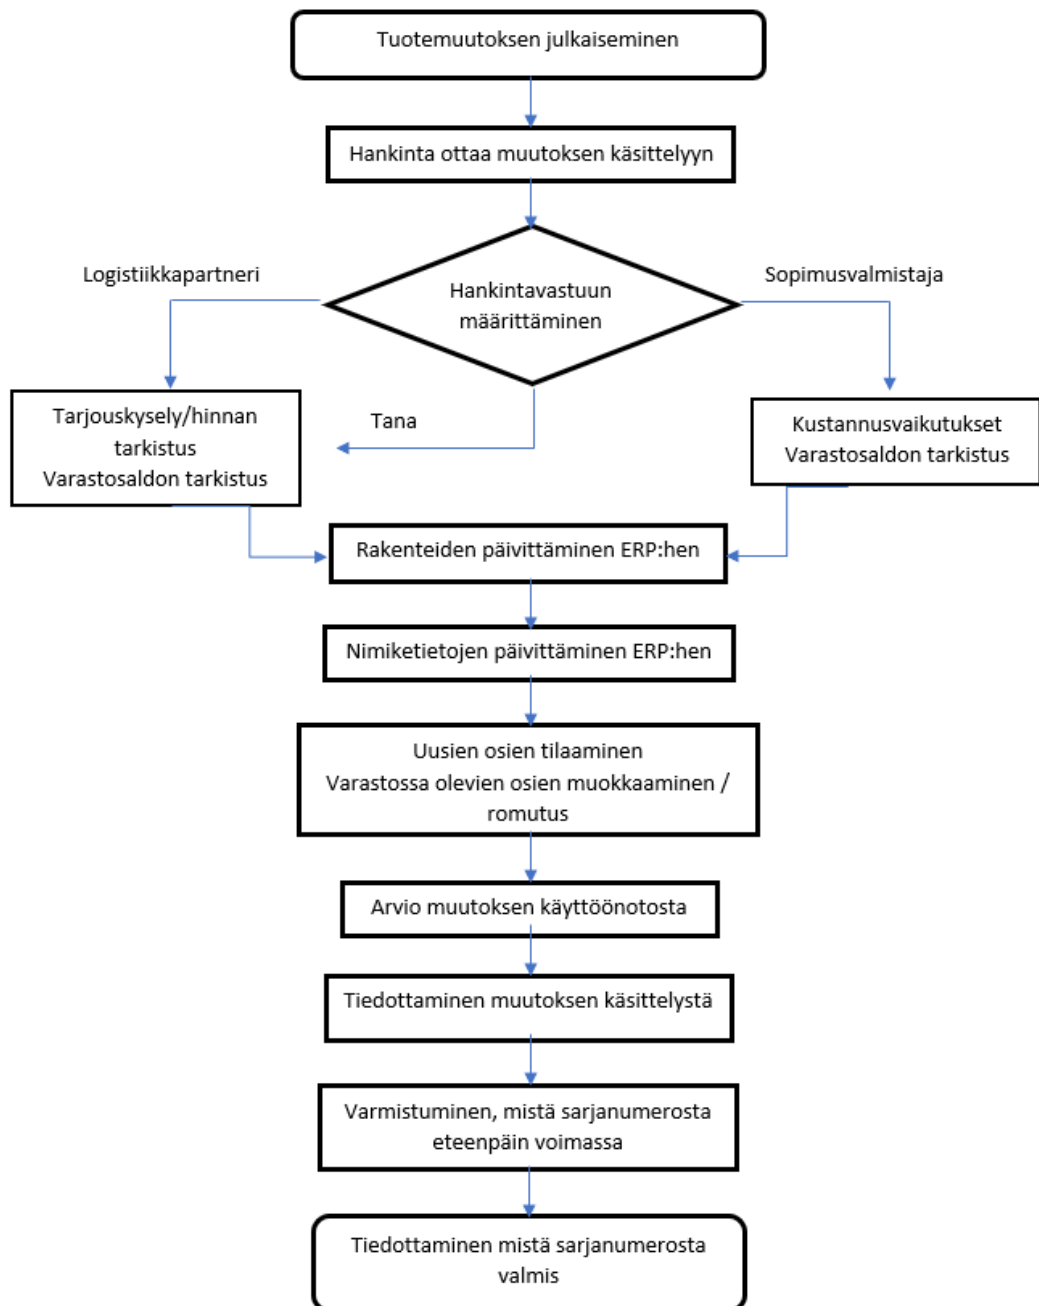 Tuotemuutoksen julkaiseminen
Hankinta ottaa muutoksen käsittelyyn
Logistiikkapartneri
Sopimusvalmistaja
Hankintavastuun
määrittäminen
Tarjouskysely/hinnan
tarkistus
Varastosaldon tarkistus
Tana
Kustannusvaikutukset
Varastosaldon tarkistus
Rakenteiden päivittäminen ERP:hen
Nimiketietojen päivittäminen ERP:hen
Uusien osien tilaaminen
Varastossa olevien osien muokkaaminen /
romutus
Arvio muutoksen käyttöönotosta
Tiedottaminen muutoksen käsittelystä
Varmistuminen, mistä sarjanumerosta
eteenpäin voimassa
Tiedottaminen mistä sarjanumerosta
valmis